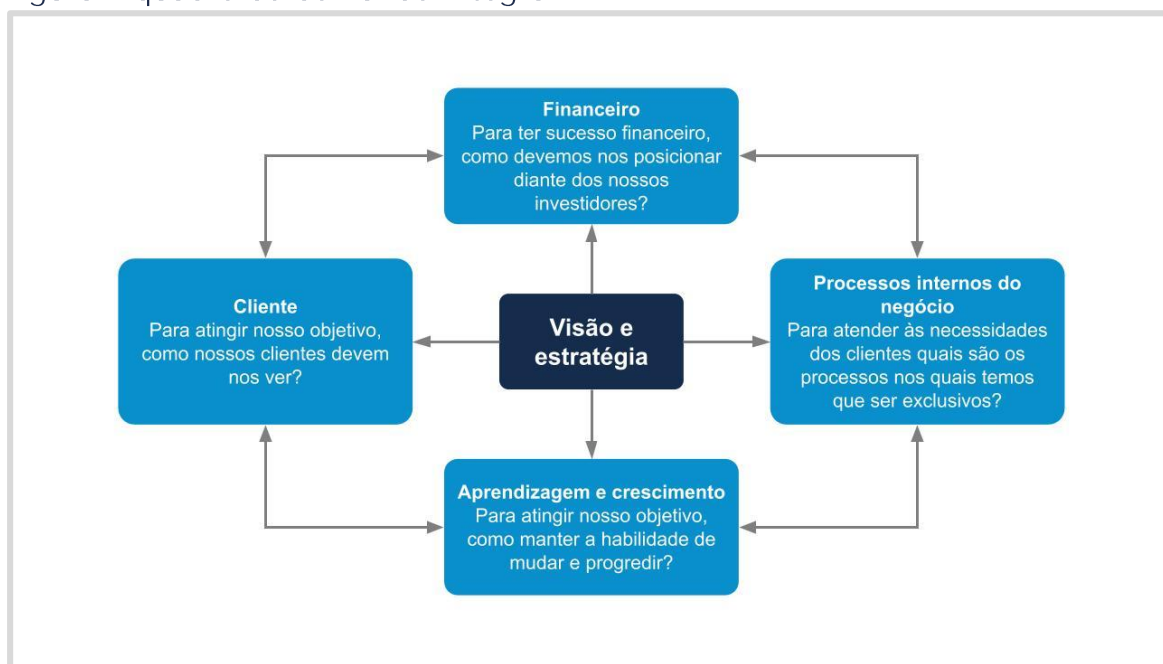 Financeiro
Para ter sucesso financeiro,
como devemos nos posicionar
diante dos nossos
investidores?
Cliente
Para atingir nosso objetivo,
como nossos clientes devem
nos ver?
Visão e
estratégia
Processos internos do
negócio
Para atender às necessidades
dos clientes quais são os
processos nos quais temos
que ser exclusivos?
Aprendizagem e crescimento
Para atingir nosso objetivo,
como manter a habilidade de
mudar e progredir?